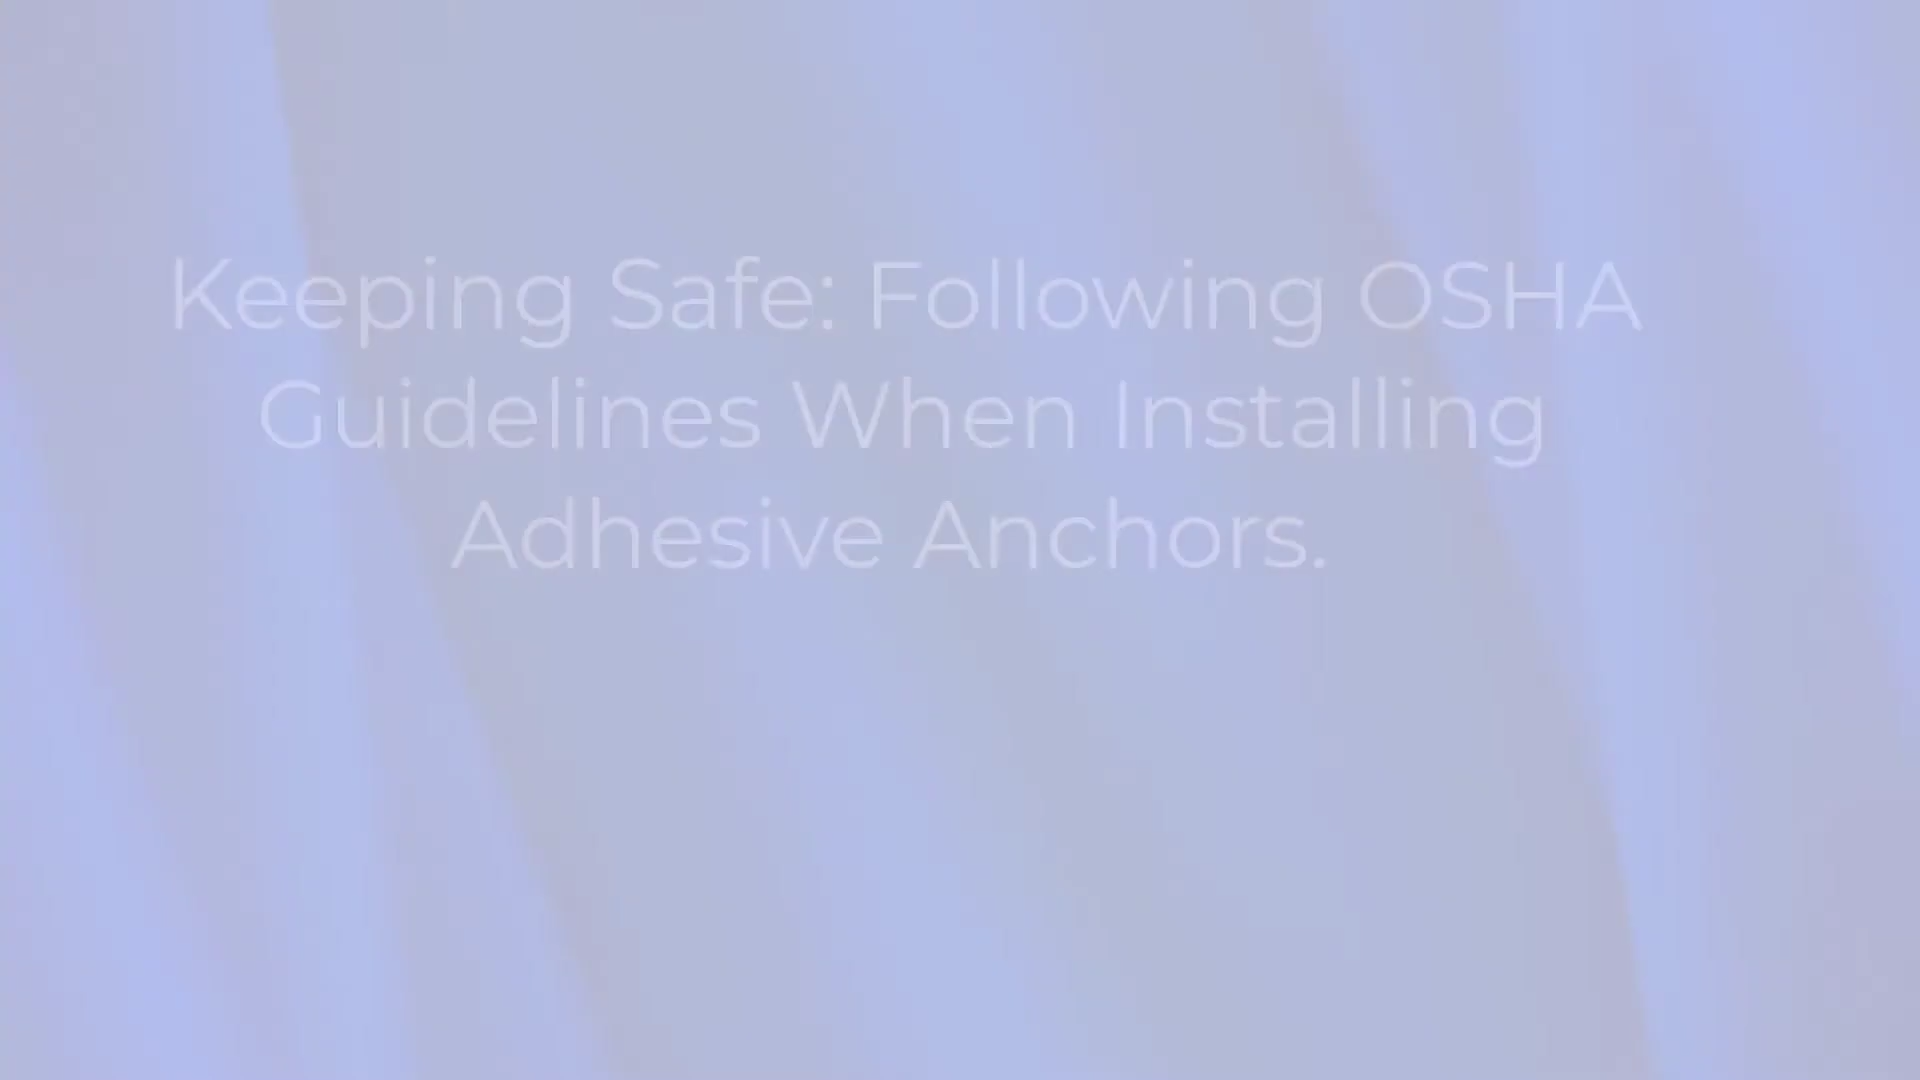 Keeping Safe: Following OSHA
Guidelines When Installing
Adhesive Anchors.